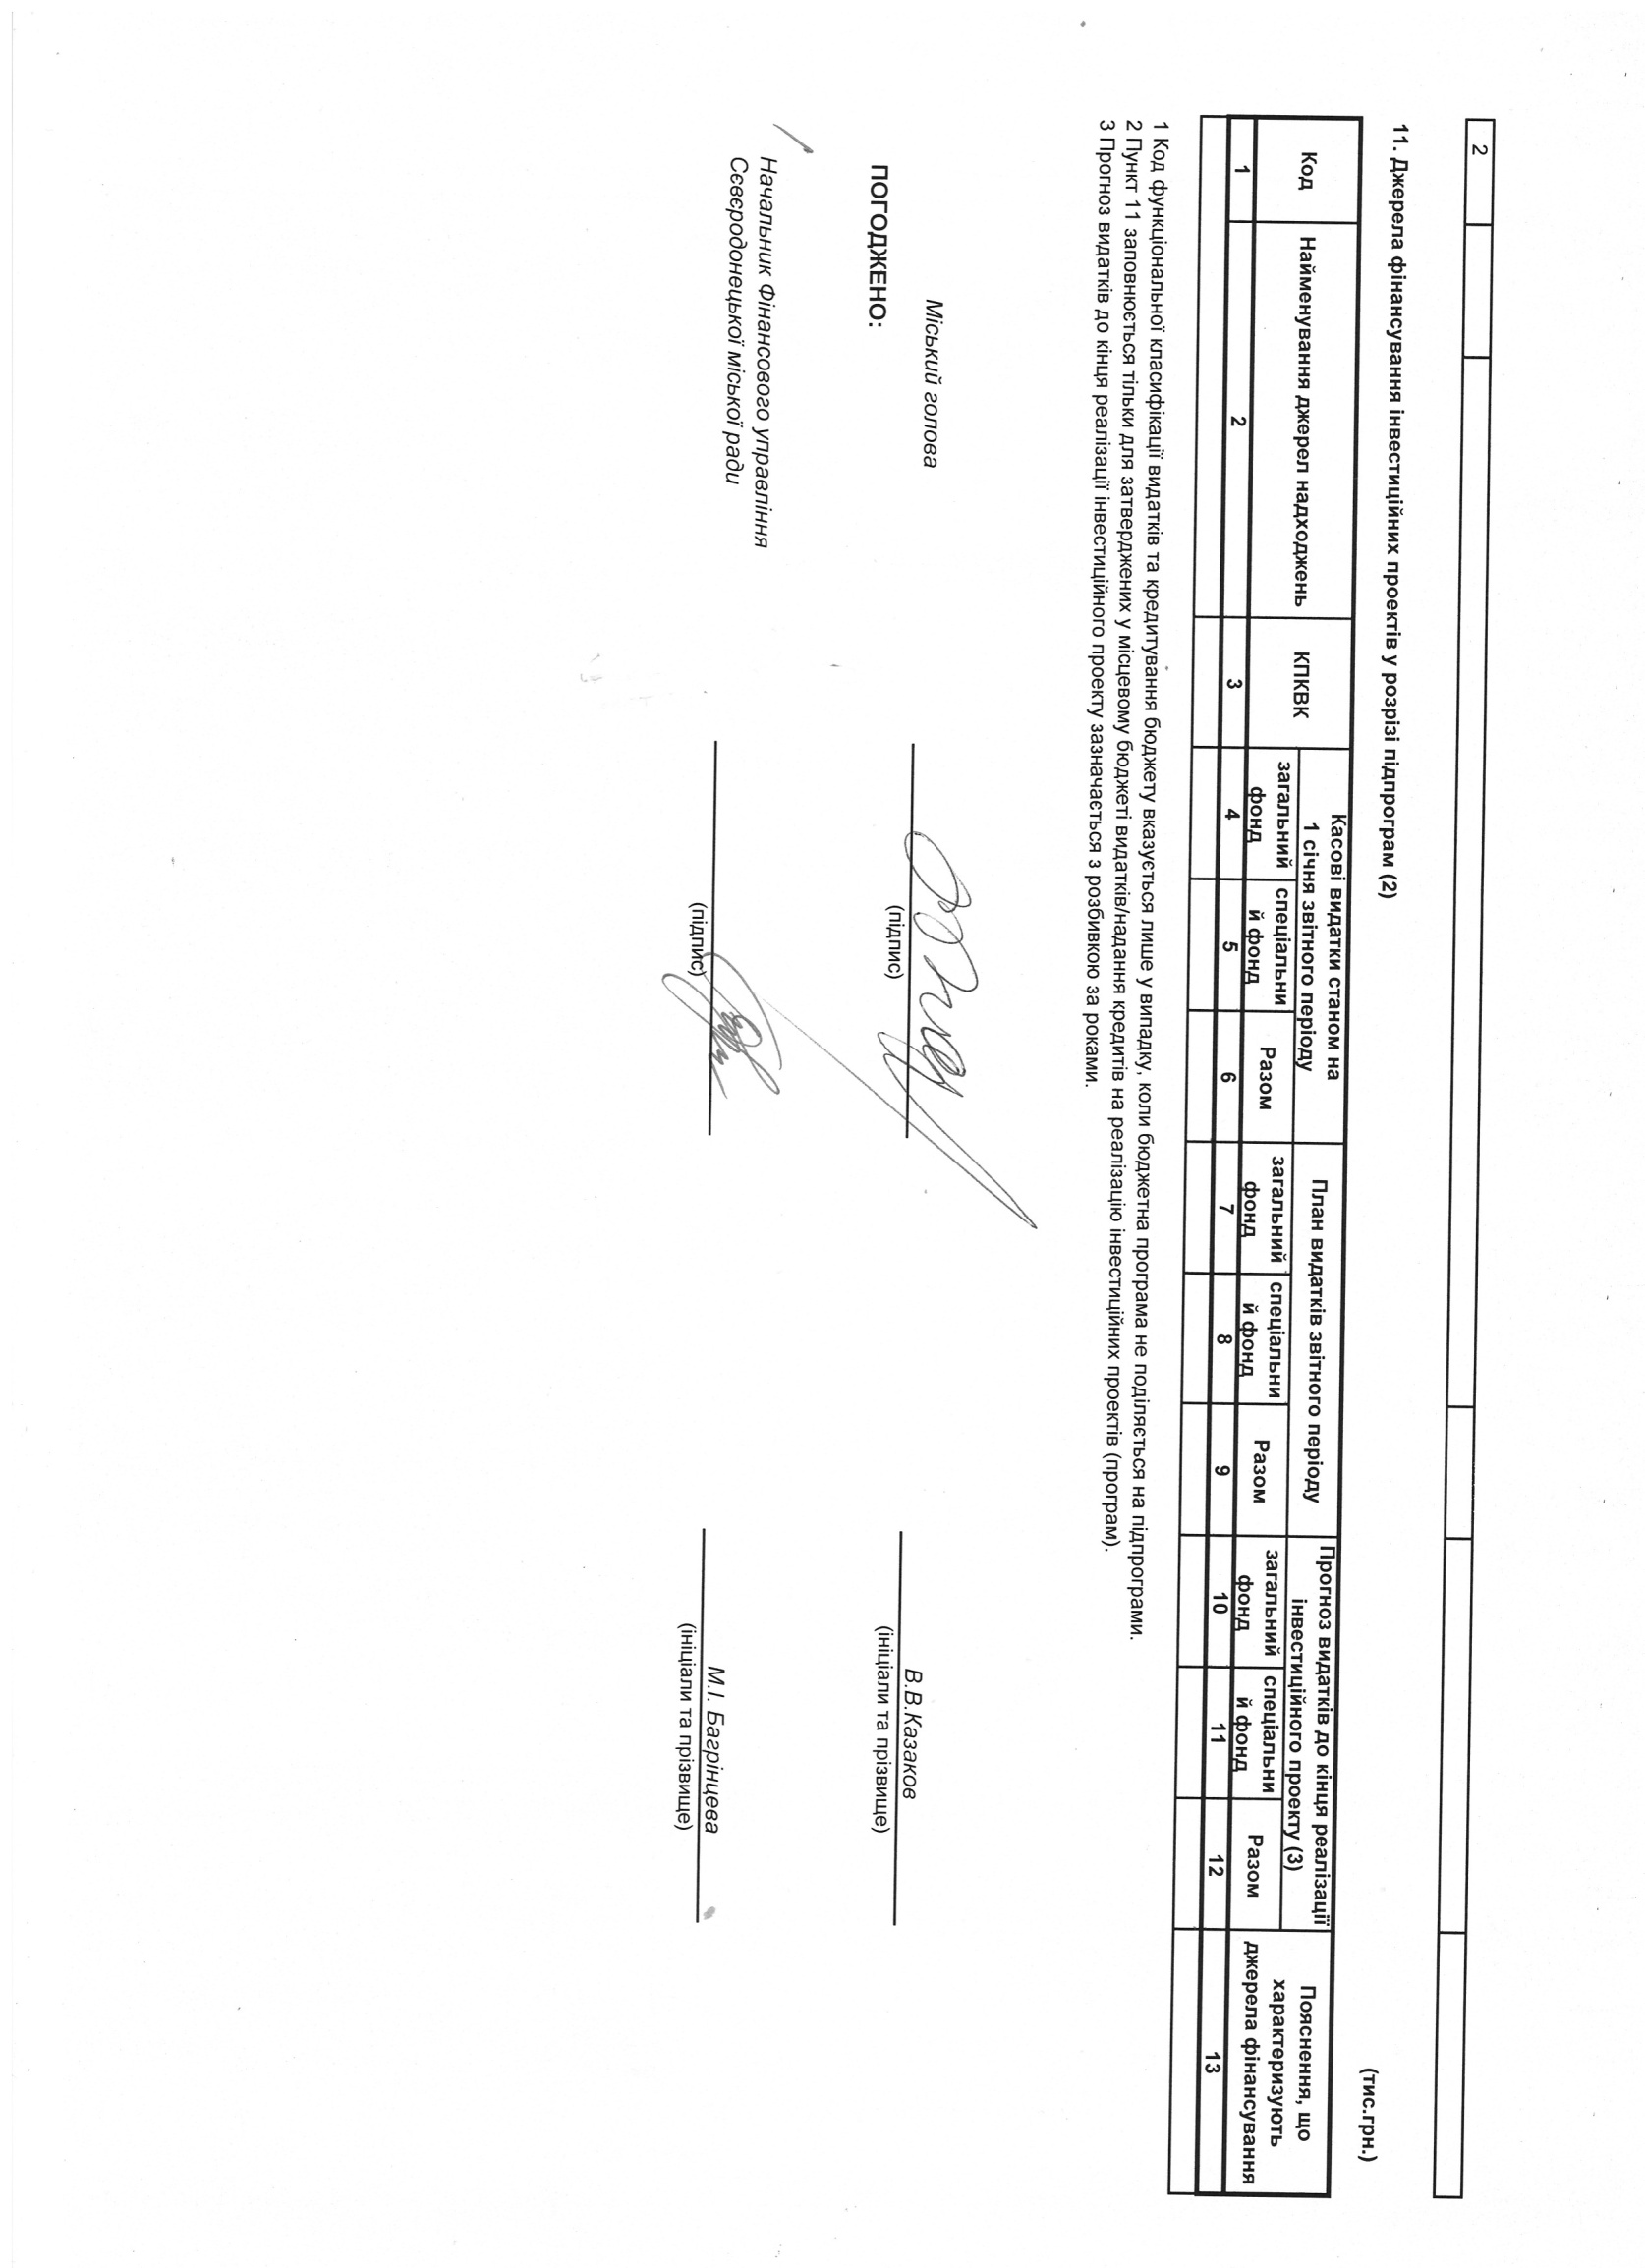 2
11. Джерела фінансування інвестиційних проектів у розрізі підпрограм (2)
(тис.грн.)
Код
Найменування джерел надходжень
КПКВК
Касові видатки станом на
1 січня звітного періоду
План видатків звітного періоду
Прогноз видатків до кінця реалізації
інвестиційного проекту (3)
Пояснення, що
характеризують
джерела фінансування
загальний
фонд
спеціальни
й фонд
Разом
загальний
фонд
спеціальни
й фонд
Разом
загальний
фонд
спеціальни
й фонд
Разом
1 2 3 4 5 6 7 8 9 10 11 12 13
1 Код функціональної класифікації видатків та кредитування бюджету вказується лише у випадку, коли бюджетна програма не поділяється на підпрограми.
2 Пункт 11 заповнюється тільки для затверджених у місцевому бюджеті видатків/надання кредитів на реалізацію інвестиційних проектів (програм).
3 Прогноз видатків до кінця реалізації інвестиційного проекту зазначається з розбивкою за роками.
Міський голова
В.В.Казаков
(підпис)
(ініціали та прізвище)
ПОГОДЖЕНО:
Начальник Фінансового управління
Сєвєродонецької міської ради
М.І. Багрінцева
(підпис)
(ініціали та прізвище)